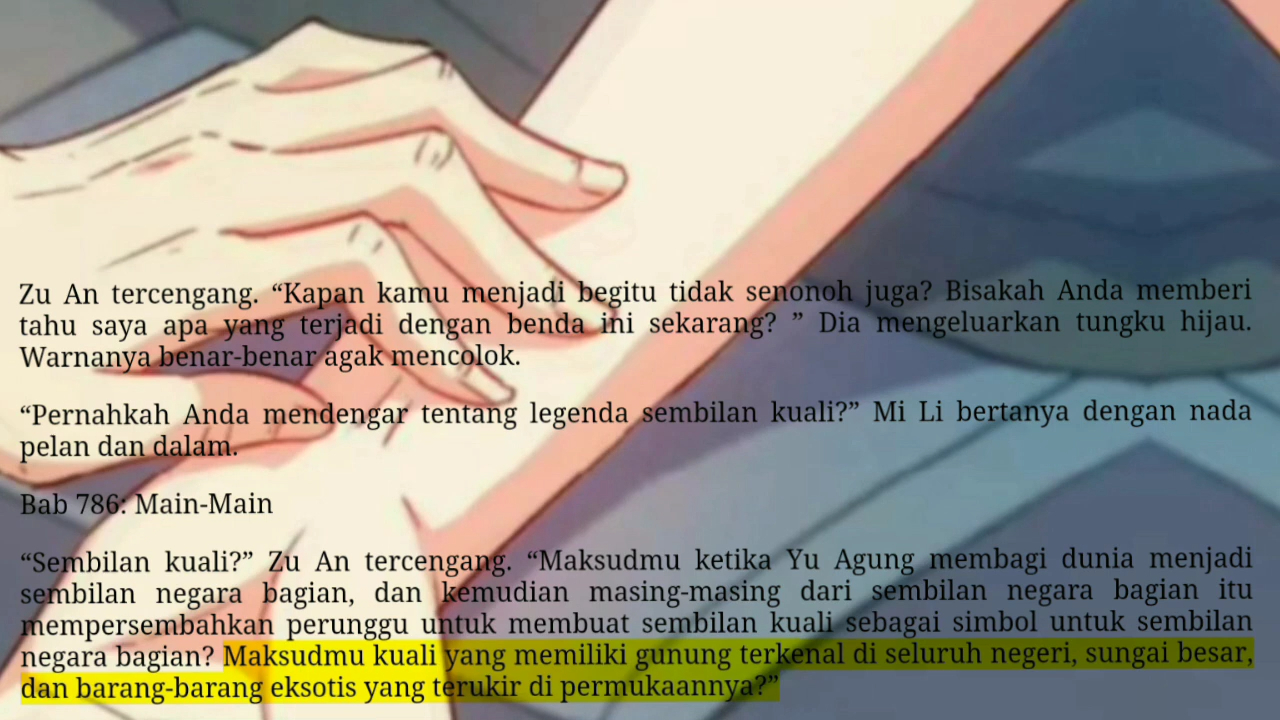 Zu An tercengang. “Kapan kamu menjadi begitu tidak senonoh juga? Bisakah Anda memberi
tahu saya apa yang terjadi dengan benda ini sekarang? ” Dia mengeluarkan tungku hijau.
Warnanya benar-benar agak mencolok.
“Pernahkah Anda mendengar tentang legenda sembilan kuali?” Mi Li bertanya dengan nada
pelan dan dalam.
Bab 786: Main-Main
“Sembilan kuali?” Zu An tercengang. “Maksudmu ketika Yu Agung membagi dunia menjadi
sembilan negara bagian, dan kemudian masing-masing dari sembilan negara bagian itu
mempersembahkan perunggu untuk membuat sembilan kuali sebagai simbol untuk sembilan
negara bagian? Maksudmu kuali yang memiliki gunung terkenal di seluruh negeri, sungai besar,
dan barang-barang eksotis yang terukir di permukaannya?”